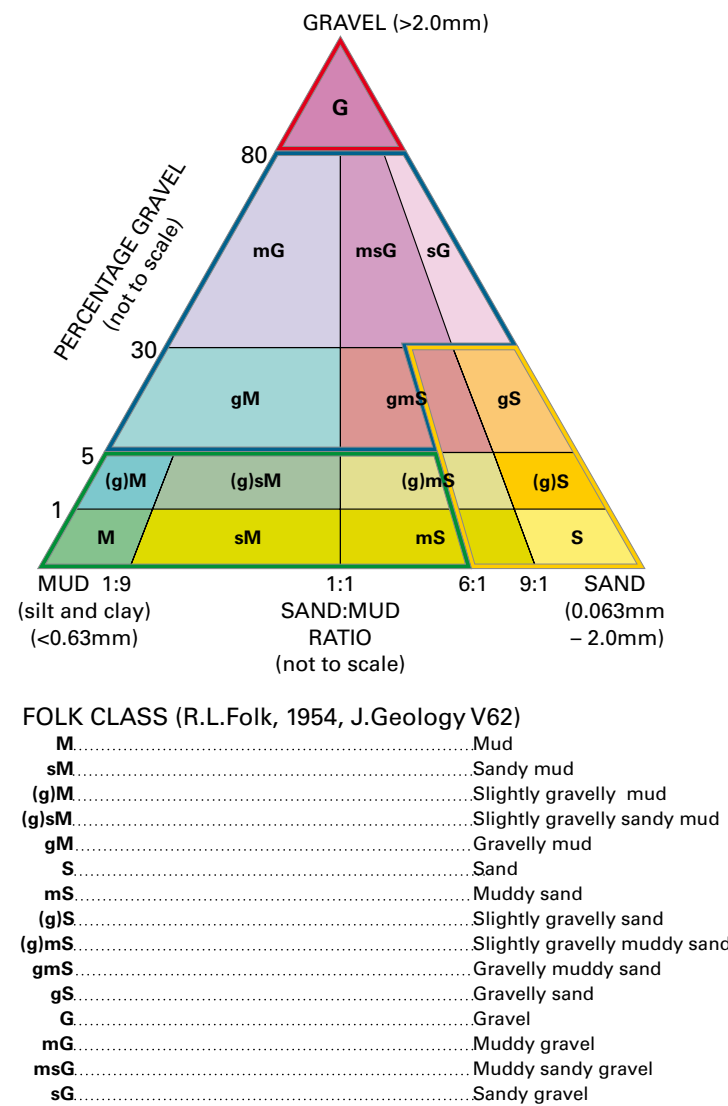 GRAVEL (>2.0mm)
G
80
PERCENTAGE GRAVEL
(not to scale)
mG
msG
sG
30
gM
gmS
gS
5
(g)M
(g)sM
(g)mS
(g)S
1
M
sM
mS
S
MUD 1:9 1:1 6:1 9:1 SAND
(silt and clay) SAND:MUD (0.063mm
(<0.63mm) RATIO – 2.0mm)
(not to scale)
FOLK CLASS (R.L.Folk, 1954, J.Geology V62)
M Mud
sM Sandy mud
(g)M Slightly gravelly mud
(g)sM Slightly gravelly sandy mud
gM Gravelly mud
S Sand
mS Muddy sand
(g)S Slightly gravelly sand
(g)mS Slightly gravelly muddy sand
gmS Gravelly muddy sand
gS Gravelly sand
G Gravel
mG Muddy gravel
msG Muddy sandy gravel
sG Sandy gravel